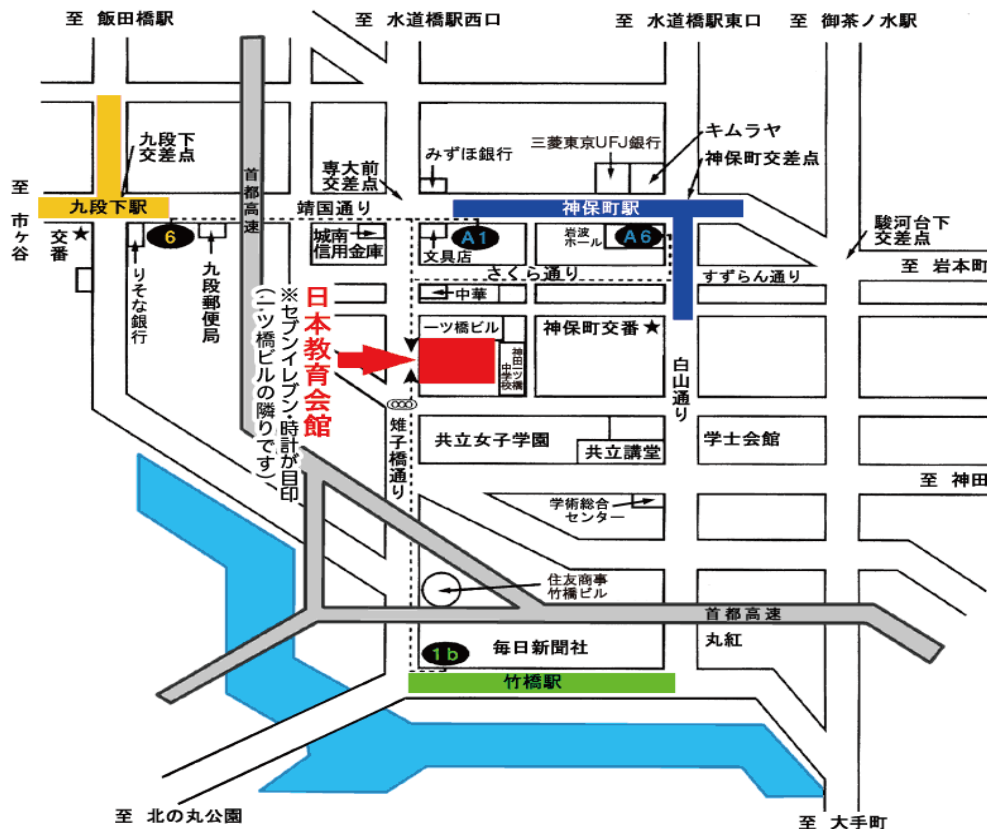 至 飯田橋駅
至 水道橋駅西口
至 水道橋駅東口
至 御茶ノ水駅
九段下
交差点
首都高速
専大前
交差点
みずほ銀行
三菱東京UFJ銀行
キムラヤ
神保町交差点
至 市ヶ谷
九段下駅
靖国通り
神保町駅
交番
6
城南
信用金庫
文具店
A1
岩波
ホール
A6
駿河台下
交差点
りそな銀行
九段郵便局
さくら通り
すずらん通り
至 岩本町
中華
日本教育会館
※セブンイレブン・時計が目印
(一ツ橋ビルの隣りです)
一ツ橋ビル
神田一ツ橋
中学校
神保町交番
白山通り
雉子橋通り
共立女子学園
共立講堂
学士会館
至 神田
学術総合
センター
住友商事
竹橋ビル
首都高速
1b
毎日新聞社
丸紅
竹橋駅
至 北の丸公園
至 大手町